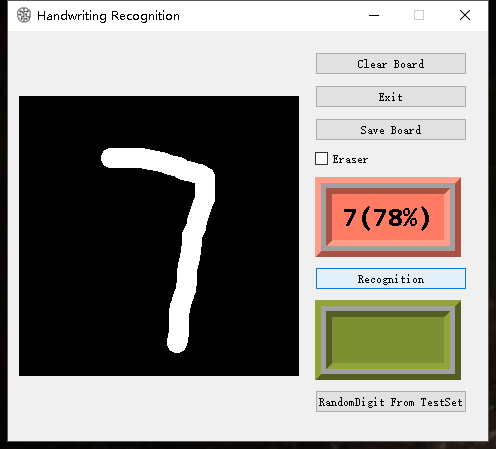 Handwriting Recognition
Clear Board
Exit
Save Board
Eraser
7
7(78%)
Recognition
RandomDigit From TestSet